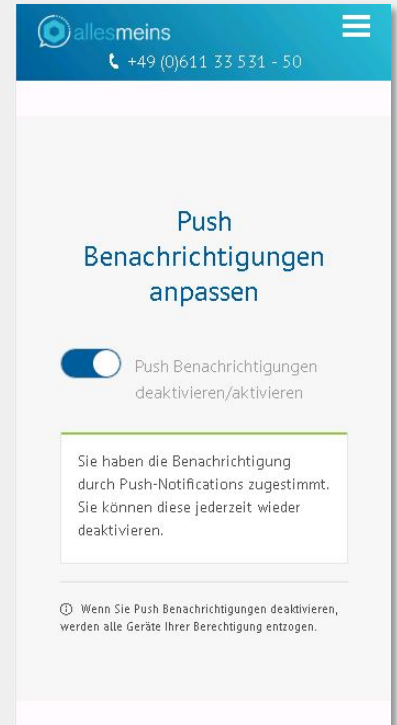 allesmeins
+49 (0)611 33 531 - 50
Push
Benachrichtigungen
anpassen
Push Benachrichtigungen
deaktivieren/aktivieren
Sie haben die Benachrichtigung
durch Push-Notifications zugestimmt.
Sie können diese jederzeit wieder
deaktivieren.
Wenn Sie Push Benachrichtigungen deaktivieren,
werden alle Geräte Ihrer Berechtigung entzogen.